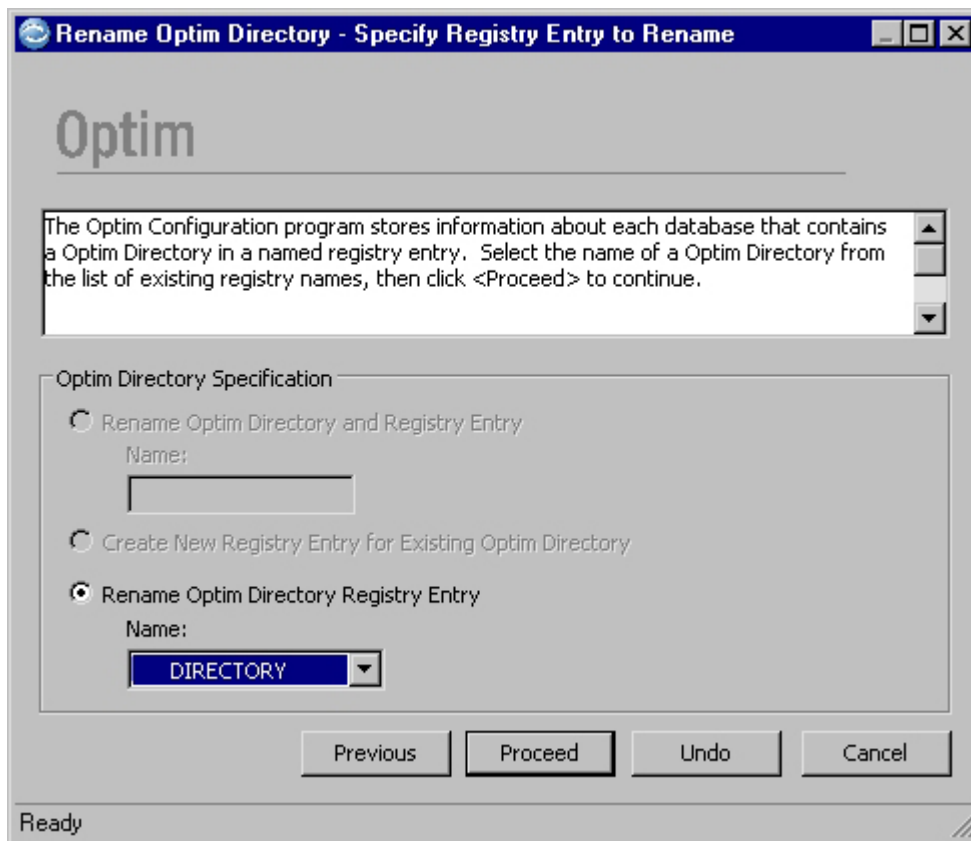 Rename Optim Directory - Specify Registry Entry to Rename
Optim
The Optim Configuration program stores information about each database that contains
a Optim Directory in a named registry entry.  Select the name of a Optim Directory from
the list of existing registry names, then click <Proceed> to continue.
Optim Directory Specification
Rename Optim Directory and Registry Entry
Name:
Create New Registry Entry for Existing Optim Directory
Rename Optim Directory Registry Entry
Name:
DIRECTORY
Previous Proceed Undo Cancel
Ready